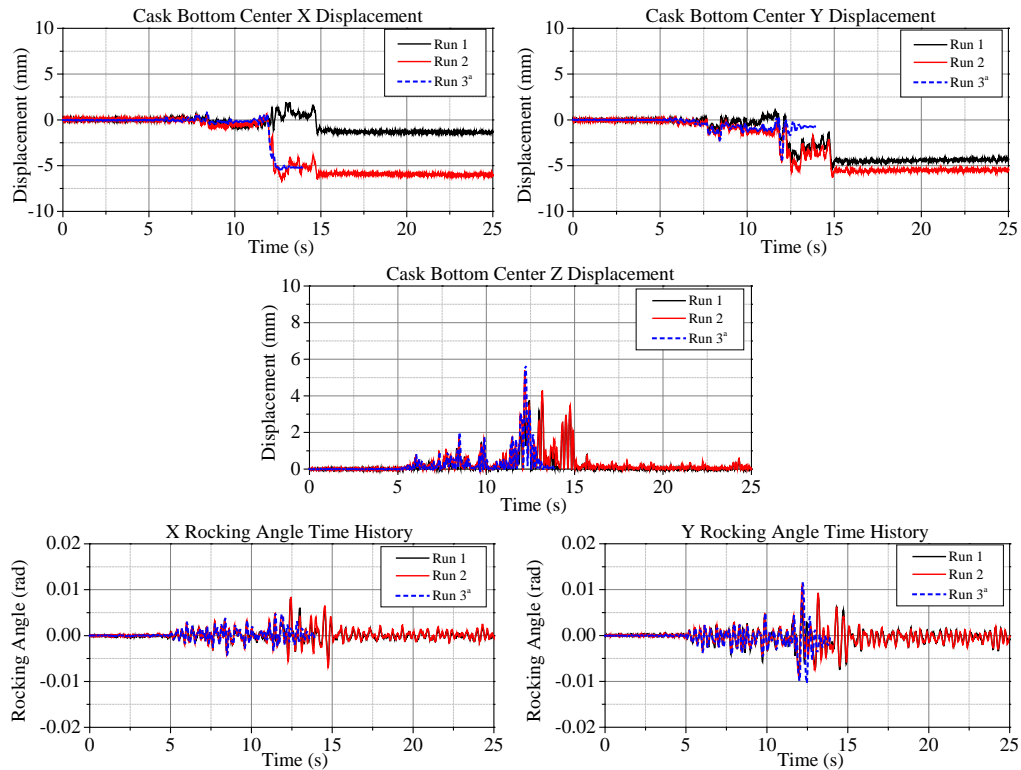 Cask Bottom Center X Displacement
Displacement (mm)
10
5
0
-5
-10
Run 1
Run 2
Run 3ᵃ
0 5 10 15 20 25
Time (s)
Cask Bottom Center Y Displacement
Displacement (mm)
10
5
0
-5
-10
Run 1
Run 2
Run 3ᵃ
0 5 10 15 20 25
Time (s)
Cask Bottom Center Z Displacement
Displacement (mm)
10
8
6
4
2
0
Run 1
Run 2
Run 3ᵃ
0 5 10 15 20 25
Time (s)
X Rocking Angle Time History
Rocking Angle (rad)
0.02
0.01
0.00
-0.01
-0.02
Run 1
Run 2
Run 3ᵃ
0 5 10 15 20 25
Time (s)
Y Rocking Angle Time History
Rocking Angle (rad)
0.02
0.01
0.00
-0.01
-0.02
Run 1
Run 2
Run 3ᵃ
0 5 10 15 20 25
Time (s)